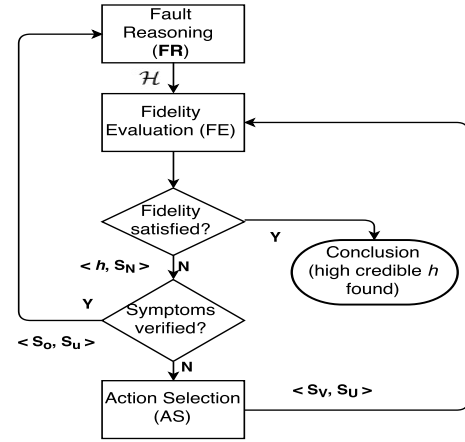 Fault
Reasoning
(FR)
ℋ
Fidelity
Evaluation (FE)
Fidelity
satisfied?
Y
Conclusion
(high credible h
found)
< h, S_N >
N
Y
Symptoms
verified?
< S_o, S_u >
N
Action Selection
(AS)
< S_V, S_U >